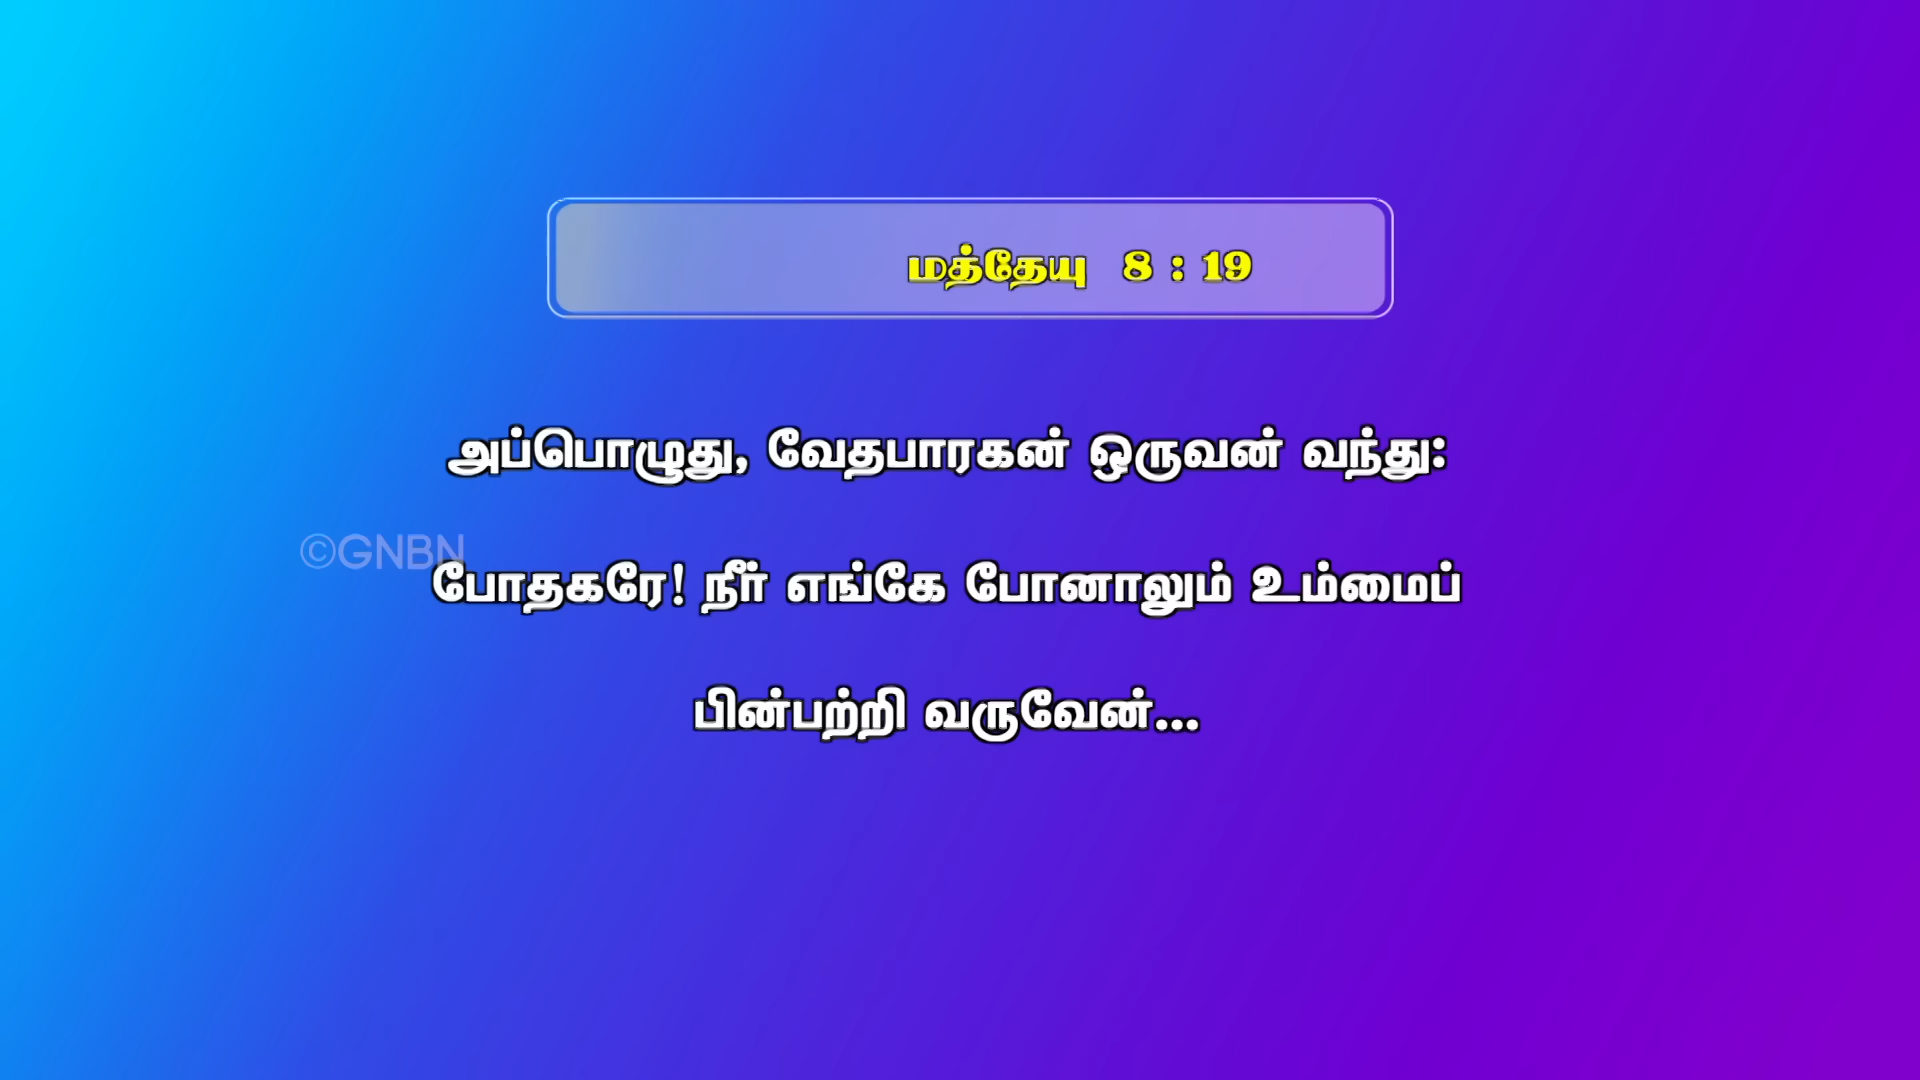 மத்தேயு 8 : 19
அப்பொழுது, வேதபாரகன் ஒருவன் வந்து:
©GNBN
போதகரே! நீர் எங்கே போனாலும் உம்மைப்
பின்பற்றி வருவேன்...